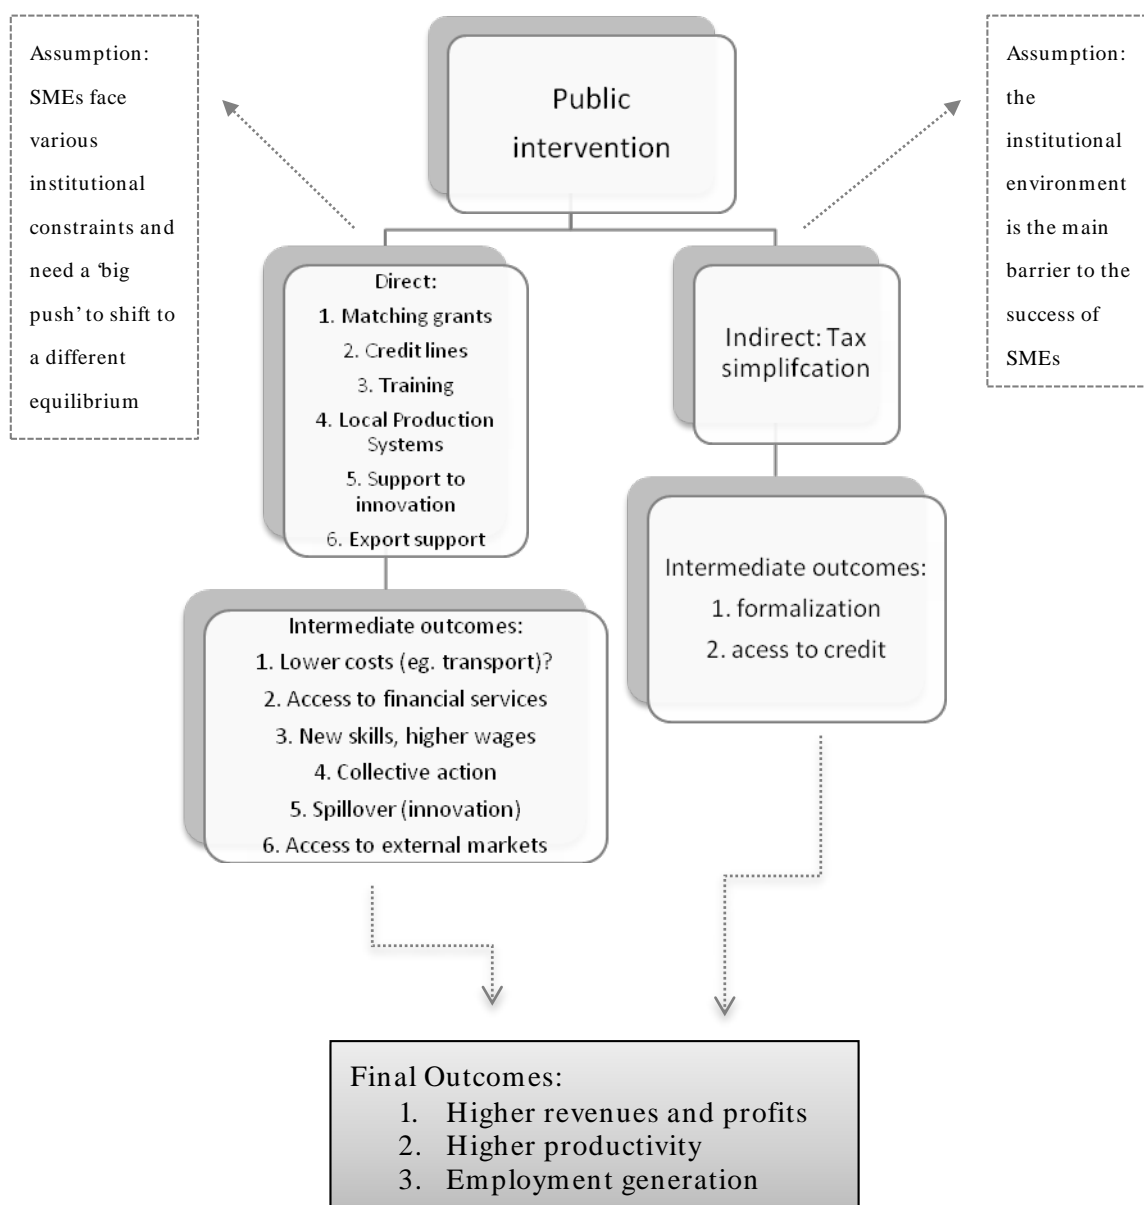 Public
intervention
Assumption:
SMEs face
various
institutional
constraints and
need a ‘big
push’ to shift to
a different
equilibrium
Assumption:
the
institutional
environment
is the main
barrier to the
success of
SMEs
Direct:
1. Matching grants
2. Credit lines
3. Training
4. Local Production
Systems
5. Support to
innovation
6. Export support
Indirect: Tax
simplifcation
Intermediate outcomes:
1. Lower costs (eg. transport)?
2. Access to financial services
3. New skills, higher wages
4. Collective action
5. Spillover (innovation)
6. Access to external markets
Intermediate outcomes:
1. formalization
2. acess to credit
Final Outcomes:
1. Higher revenues and profits
2. Higher productivity
3. Employment generation